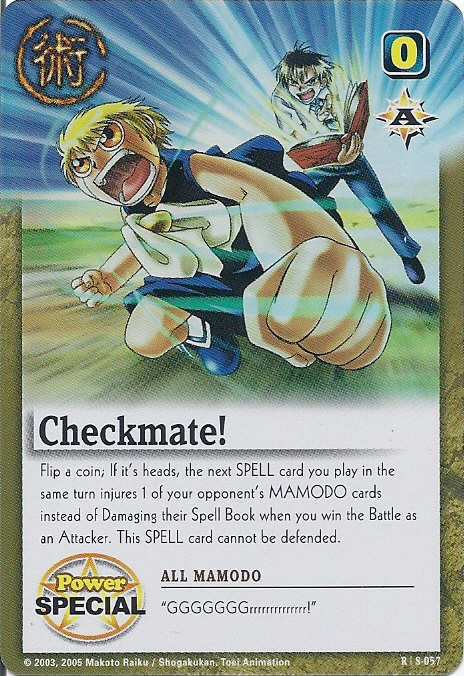 術
0
A
Checkmate!
Flip a coin; If it's heads, the next SPELL card you play in the
same turn injures 1 of your opponent's MAMODO cards
instead of Damaging their Spell Book when you win the Battle as
an Attacker. This SPELL card cannot be defended.
Power
SPECIAL
ALL MAMODO
“GGGGGGGrrrrrrrrrrrrrr!”
© 2003, 2005 Makoto Raiku / Shogakukan, Toei Animation
R | S-057